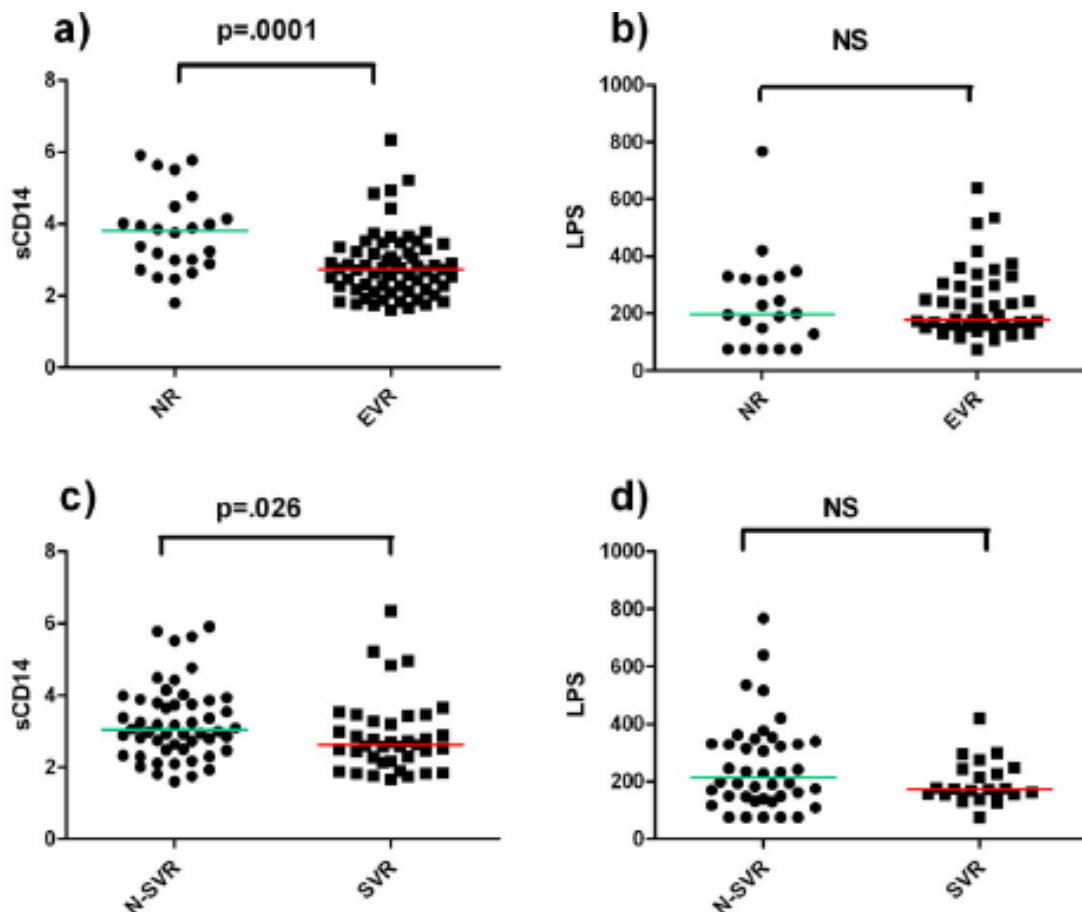 a)
p=.0001
sCD14
8
6
4
2
0
NR
EVR
b)
NS
LPS
1000
800
600
400
200
0
NR
EVR
c)
p=.026
sCD14
8
6
4
2
0
N-SVR
SVR
d)
NS
LPS
1000
800
600
400
200
0
N-SVR
SVR